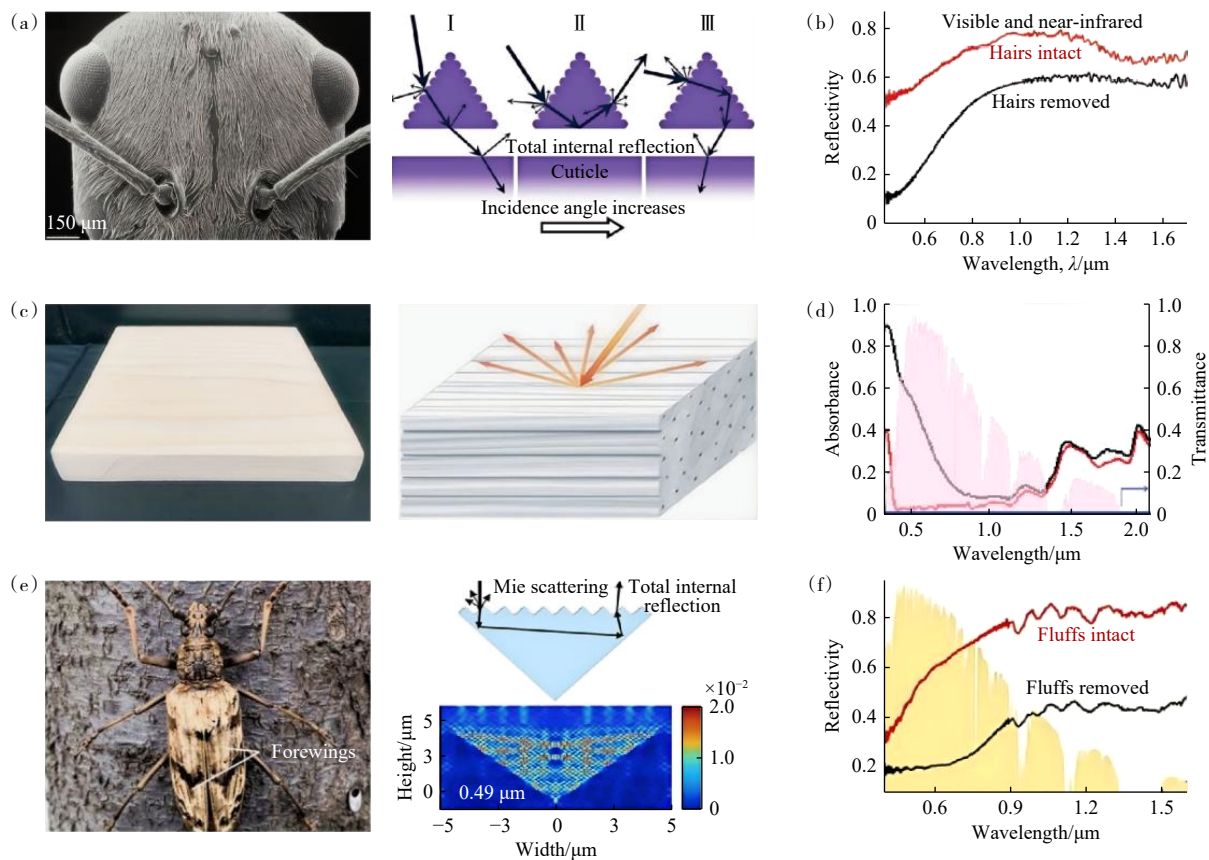 (a)
150 μm
Ⅰ
Ⅱ
Ⅲ
Total internal reflection
Cuticle
Incidence angle increases
(b)
Visible and near-infrared
Hairs intact
Hairs removed
Reflectivity
0.8
0.6
0.4
0.2
0
0.6 0.8 1.0 1.2 1.4 1.6
Wavelength, λ/μm
(c)
(d)
Absorbance
1.0
0.8
0.6
0.4
0.2
0
Transmittance
1.0
0.8
0.6
0.4
0.2
0
0.5 1.0 1.5 2.0
Wavelength/μm
(e)
Forewings
Mie scattering
Total internal
reflection
×10⁻²
2.0
1.0
0
Height/μm
5
3
0
0.49 μm
−5 −3 0 3 5
Width/μm
(f)
Fluffs intact
Fluffs removed
Reflectivity
0.8
0.6
0.4
0.2
0.6 0.9 1.2 1.5
Wavelength/μm